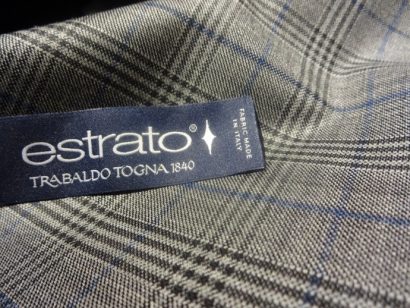 estrato®
TRABALDO TOGNA 1840
FABRIC MADE
IN ITALY